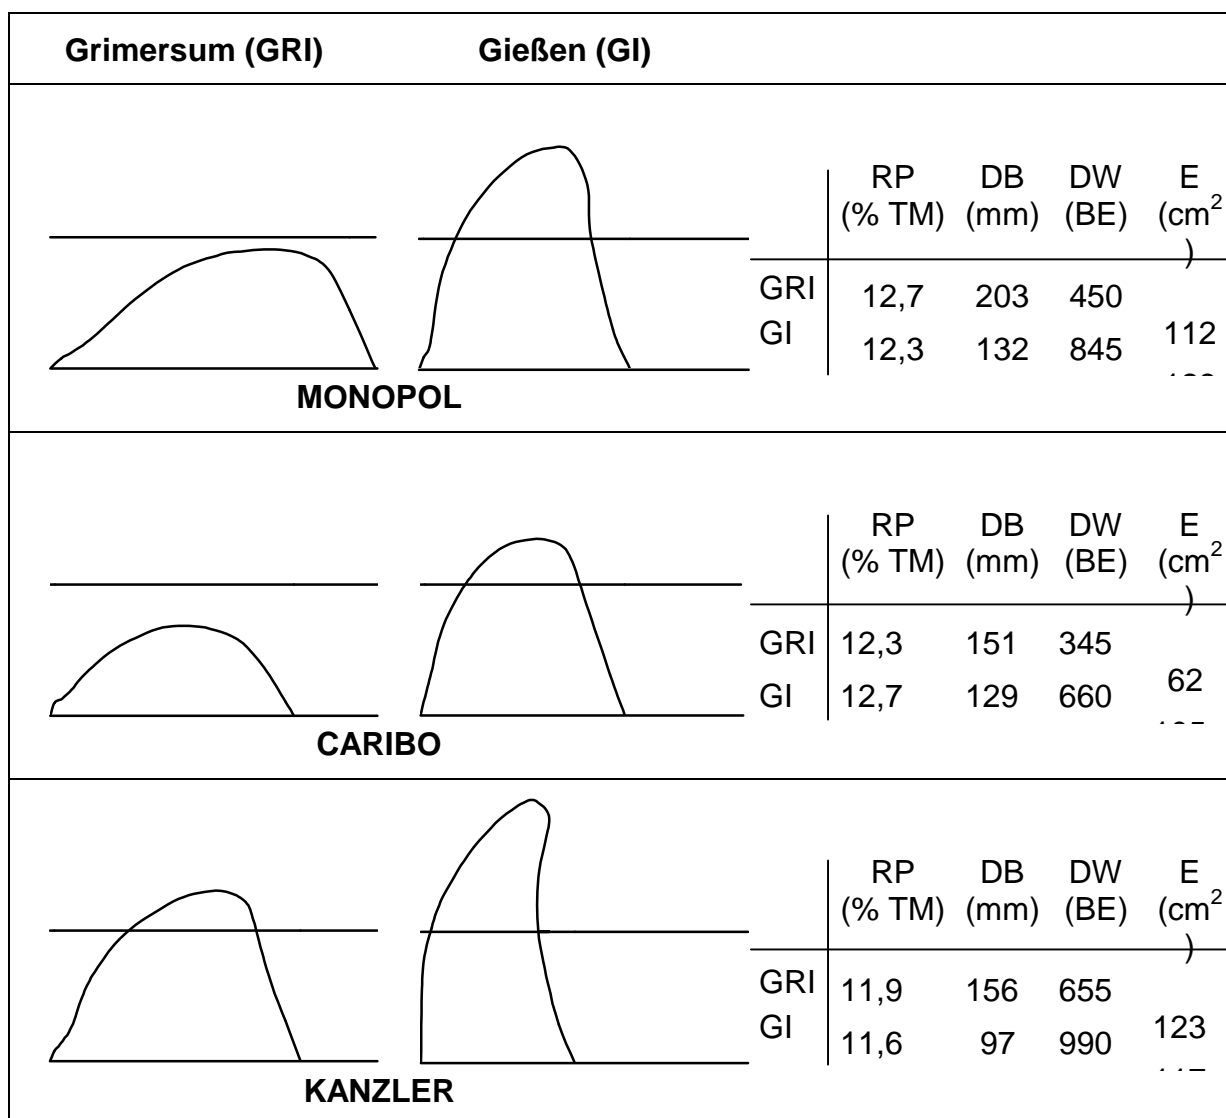 Grimersum (GRI) Gießen (GI)
RP DB DW E
(% TM) (mm) (BE) (cm²
)
GRI 12,7 203 450
GI 12,3 132 845 112
MONOPOL
RP DB DW E
(% TM) (mm) (BE) (cm²
)
GRI 12,3 151 345
GI 12,7 129 660 62
CARIBO
RP DB DW E
(% TM) (mm) (BE) (cm²
)
GRI 11,9 156 655
GI 11,6 97 990 123
KANZLER